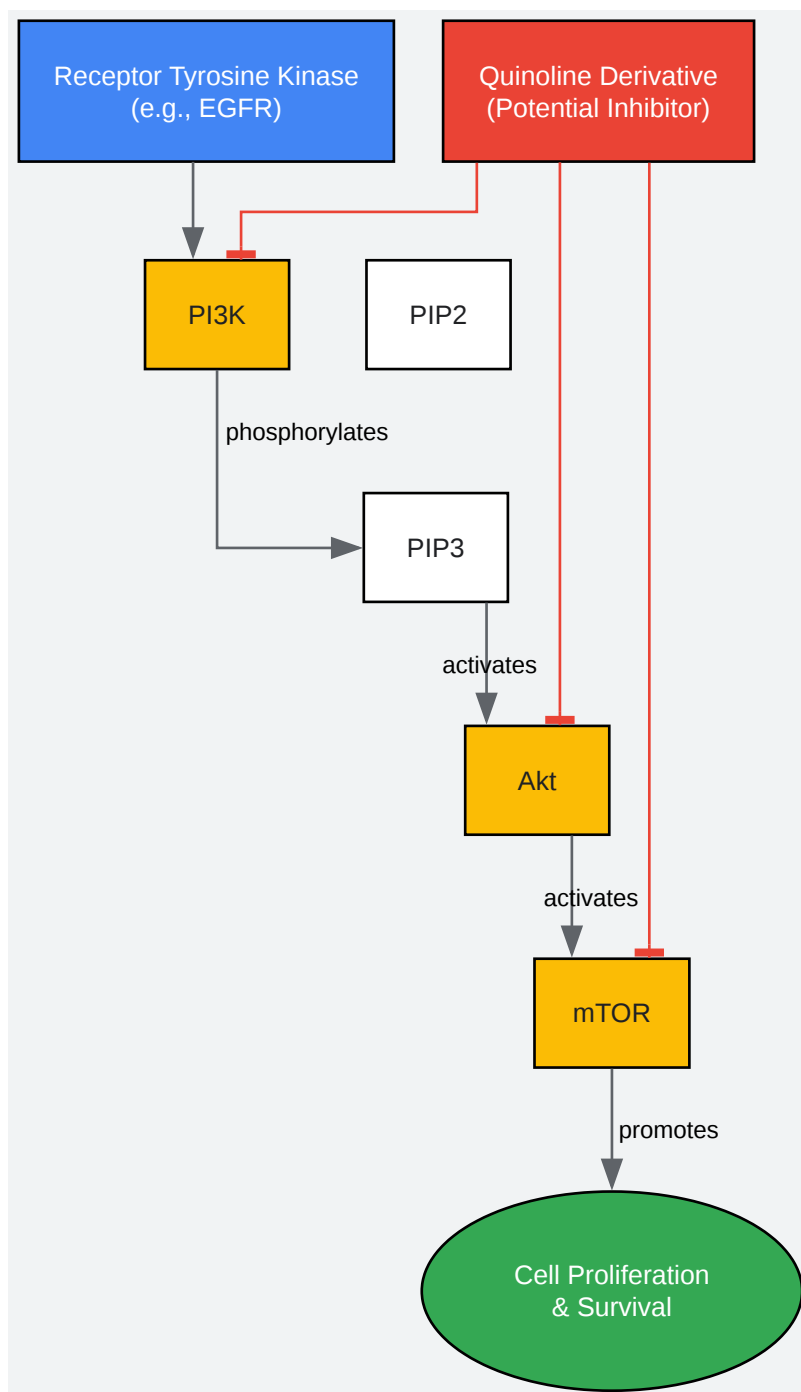 Receptor Tyrosine Kinase
(e.g., EGFR)
Quinoline Derivative
(Potential Inhibitor)
PI3K
PIP2
phosphorylates
PIP3
activates
Akt
activates
mTOR
promotes
Cell Proliferation
& Survival